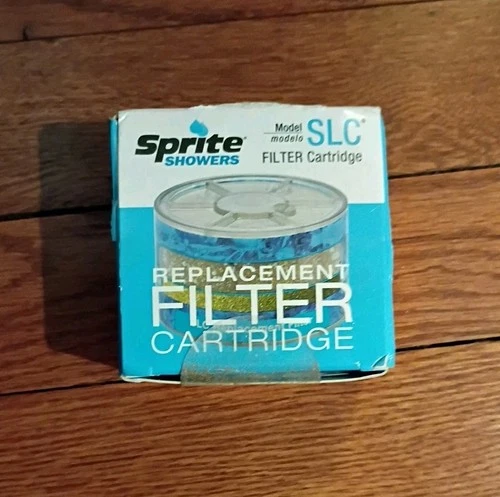 Sprite®
SHOWERS
Model
modelo
SLC®
FILTER Cartridge
REPLACEMENT
FILTER
CARTRIDGE